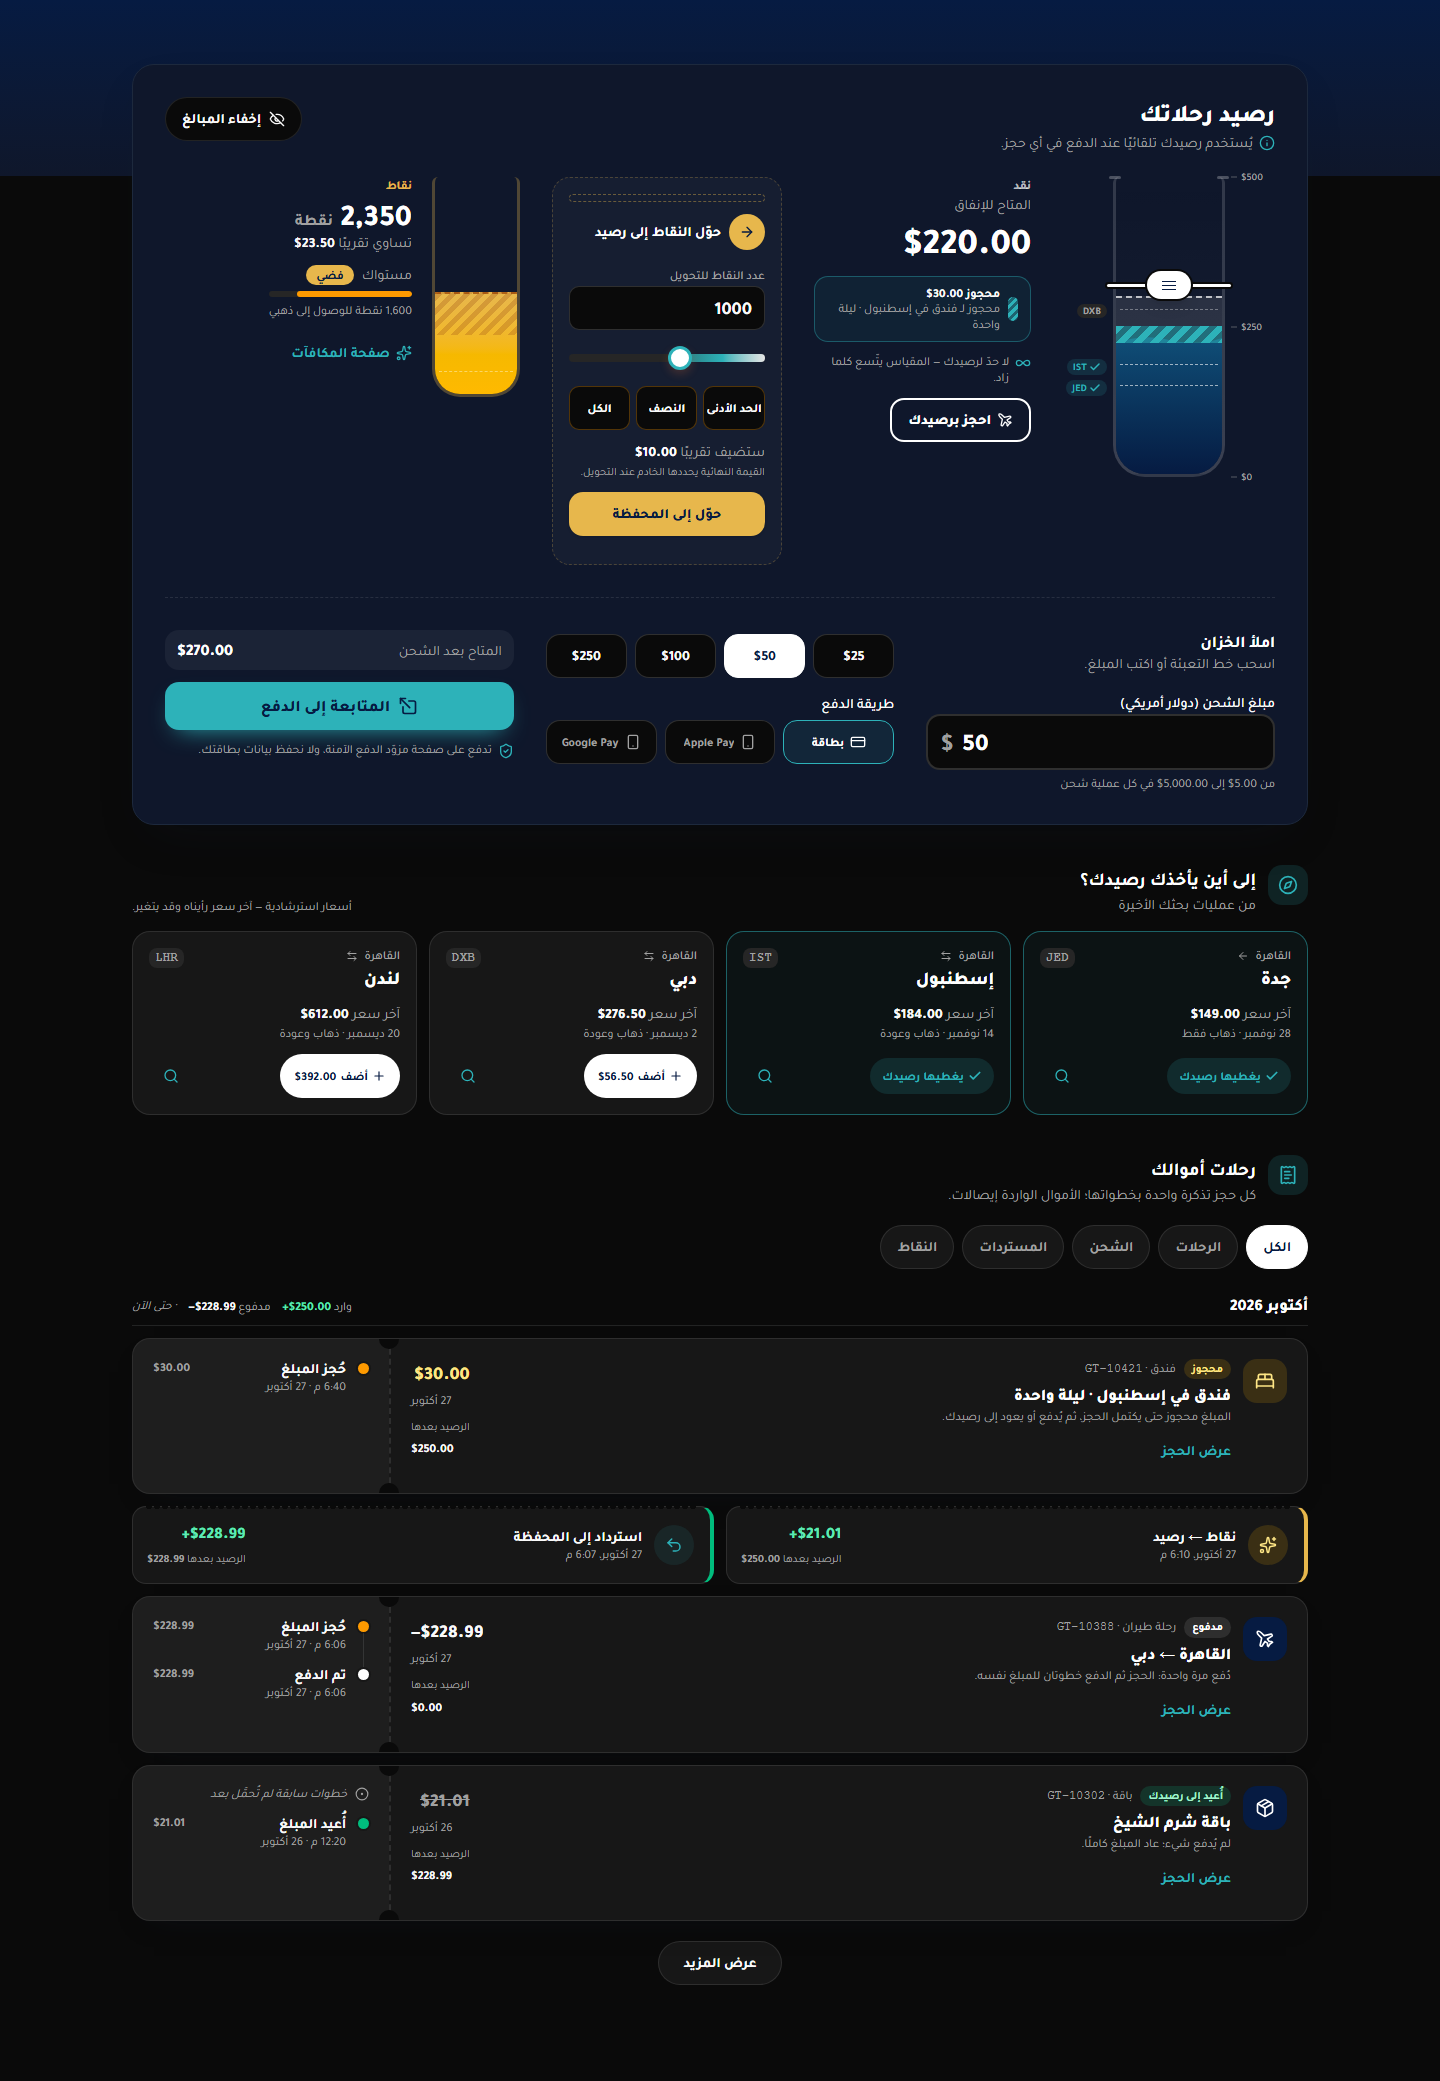 رصيد رحلاتك
يُستخدم رصيدك تلقائيًا عند الدفع في أي حجز.
إخفاء المبالغ
$500
$250
$0
DXB
IST
JED
نقد
المتاح للإنفاق
$220.00
محجوز $30.00
محجوز لـ فندق في إسطنبول · ليلة
واحدة
لا حدّ لرصيدك – المقياس يتّسع كلما
زاد.
احجز برصيدك
حوّل النقاط إلى رصيد
عدد النقاط للتحويل
1000
الحد الأدنى
النصف
الكل
ستضيف تقريبًا $10.00
القيمة النهائية يحددها الخادم عند التحويل.
حوّل إلى المحفظة
نقاط
2,350 نقطة
تساوي تقريبًا $23.50
مستواك فضي
1,600 نقطة للوصول إلى ذهبي
صفحة المكافآت
املأ الخزان
اسحب خط التعبئة أو اكتب المبلغ.
مبلغ الشحن (دولار أمريكي)
$ 50
من $5.00 إلى $5,000.00 في كل عملية شحن
$25
$50
$100
$250
طريقة الدفع
بطاقة
Apple Pay
Google Pay
المتاح بعد الشحن $270.00
المتابعة إلى الدفع
تدفع على صفحة مزوّد الدفع الآمنة، ولا نحفظ بيانات بطاقتك.
إلى أين يأخذك رصيدك؟
من عمليات بحثك الأخيرة
أسعار استرشادية – آخر سعر رأيناه وقد يتغير.
القاهرة ←
JED
جدة
آخر سعر $149.00
28 نوفمبر · ذهاب فقط
يغطيها رصيدك
القاهرة ⇆
IST
إسطنبول
آخر سعر $184.00
14 نوفمبر · ذهاب وعودة
يغطيها رصيدك
القاهرة ⇆
DXB
دبي
آخر سعر $276.50
2 ديسمبر · ذهاب وعودة
+ أضف $56.50
القاهرة ⇆
LHR
لندن
آخر سعر $612.00
20 ديسمبر · ذهاب وعودة
+ أضف $392.00
رحلات أموالك
كل حجز تذكرة واحدة بخطواتها؛ الأموال الواردة إيصالات.
الكل
الرحلات
الشحن
المستردات
النقاط
أكتوبر 2026
وارد +$250.00 مدفوع −$228.99 · حتى الآن
محجوز فندق · GT-10421
فندق في إسطنبول · ليلة واحدة
المبلغ محجوز حتى يكتمل الحجز، ثم يُدفع أو يعود إلى رصيدك.
عرض الحجز
$30.00
27 أكتوبر
الرصيد بعدها
$250.00
حُجز المبلغ $30.00
6:40 م · 27 أكتوبر
نقاط ← رصيد
27 أكتوبر، 6:10 م
+$21.01
الرصيد بعدها $250.00
استرداد إلى المحفظة
27 أكتوبر، 6:07 م
+$228.99
الرصيد بعدها $228.99
مدفوع رحلة طيران · GT-10388
القاهرة ← دبي
دُفع مرة واحدة: الحجز ثم الدفع خطوتان للمبلغ نفسه.
عرض الحجز
−$228.99
27 أكتوبر
الرصيد بعدها
$0.00
حُجز المبلغ $228.99
6:06 م · 27 أكتوبر
تم الدفع $228.99
6:06 م · 27 أكتوبر
أُعيد إلى رصيدك باقة · GT-10302
باقة شرم الشيخ
لم يُدفع شيء؛ عاد المبلغ كاملًا.
عرض الحجز
$21.01
26 أكتوبر
الرصيد بعدها
$228.99
خطوات سابقة لم تُحمَّل بعد
أُعيد المبلغ $21.01
12:20 م · 26 أكتوبر
عرض المزيد